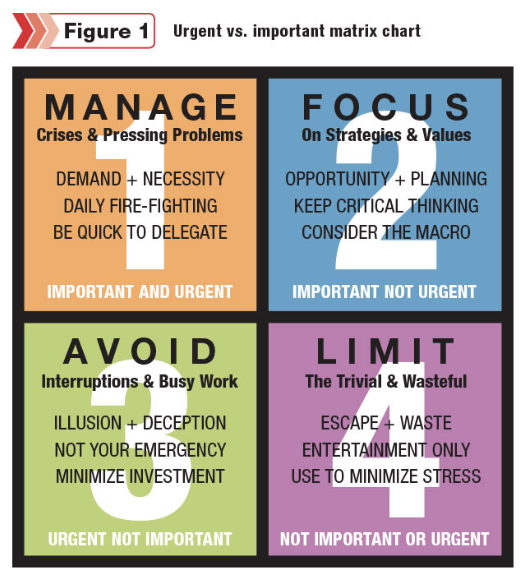 Figure 1
Urgent vs. important matrix chart
1
MANAGE
Crises & Pressing Problems
DEMAND + NECESSITY
DAILY FIRE-FIGHTING
BE QUICK TO DELEGATE
IMPORTANT AND URGENT
2
FOCUS
On Strategies & Values
OPPORTUNITY + PLANNING
KEEP CRITICAL THINKING
CONSIDER THE MACRO
IMPORTANT NOT URGENT
3
AVOID
Interruptions & Busy Work
ILLUSION + DECEPTION
NOT YOUR EMERGENCY
MINIMIZE INVESTMENT
URGENT NOT IMPORTANT
4
LIMIT
The Trivial & Wasteful
ESCAPE + WASTE
ENTERTAINMENT ONLY
USE TO MINIMIZE STRESS
NOT IMPORTANT OR URGENT